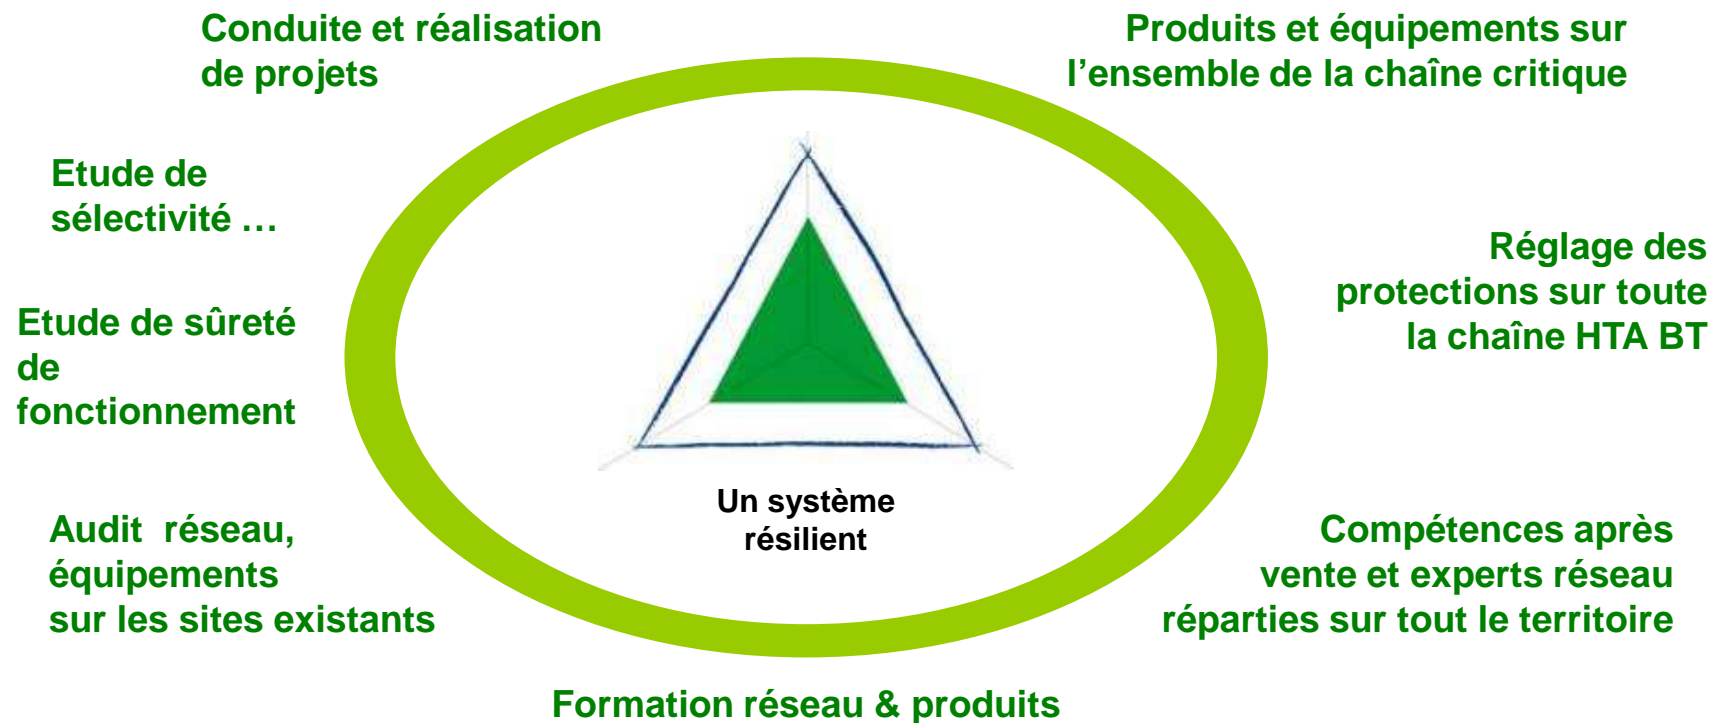 Conduite et réalisation
de projets
Produits et équipements sur
l’ensemble de la chaîne critique
Etude de
sélectivité …
Réglage des
protections sur toute
la chaîne HTA BT
Etude de sûreté
de
fonctionnement
Un système
résilient
Audit  réseau,
équipements
sur les sites existants
Compétences après
vente et experts réseau
réparties sur tout le territoire
Formation réseau & produits